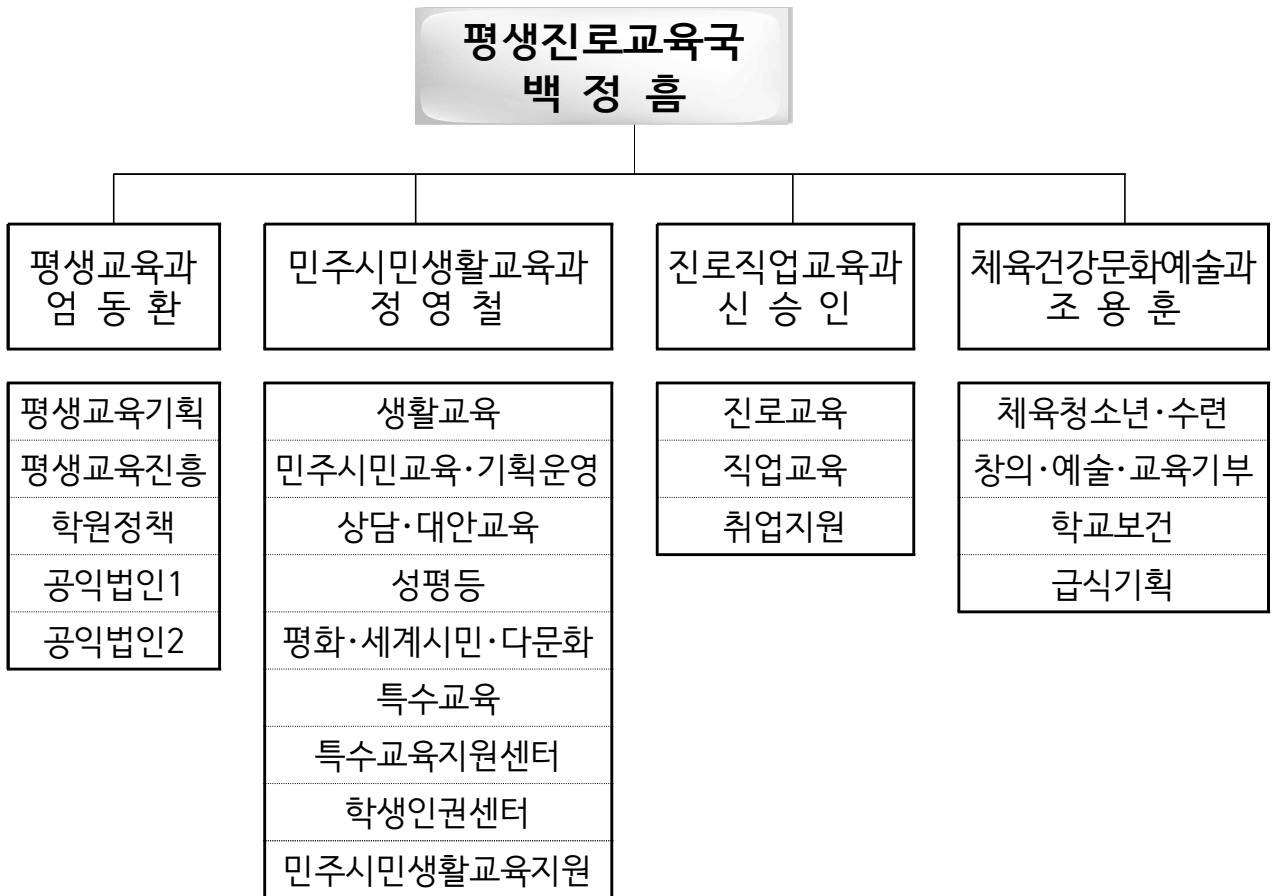 평생진로교육국
백 정 흠
평생교육과
엄 동 환
민주시민생활교육과
정 영 철
진로직업교육과
신 승 인
체육건강문화예술과
조 용 훈
평생교육기획
평생교육진흥
학원정책
공익법인1
공익법인2
생활교육
민주시민교육·기획운영
상담·대안교육
성평등
평화·세계시민·다문화
특수교육
특수교육지원센터
학생인권센터
민주시민생활교육지원
진로교육
직업교육
취업지원
체육청소년·수련
창의·예술·교육기부
학교보건
급식기획